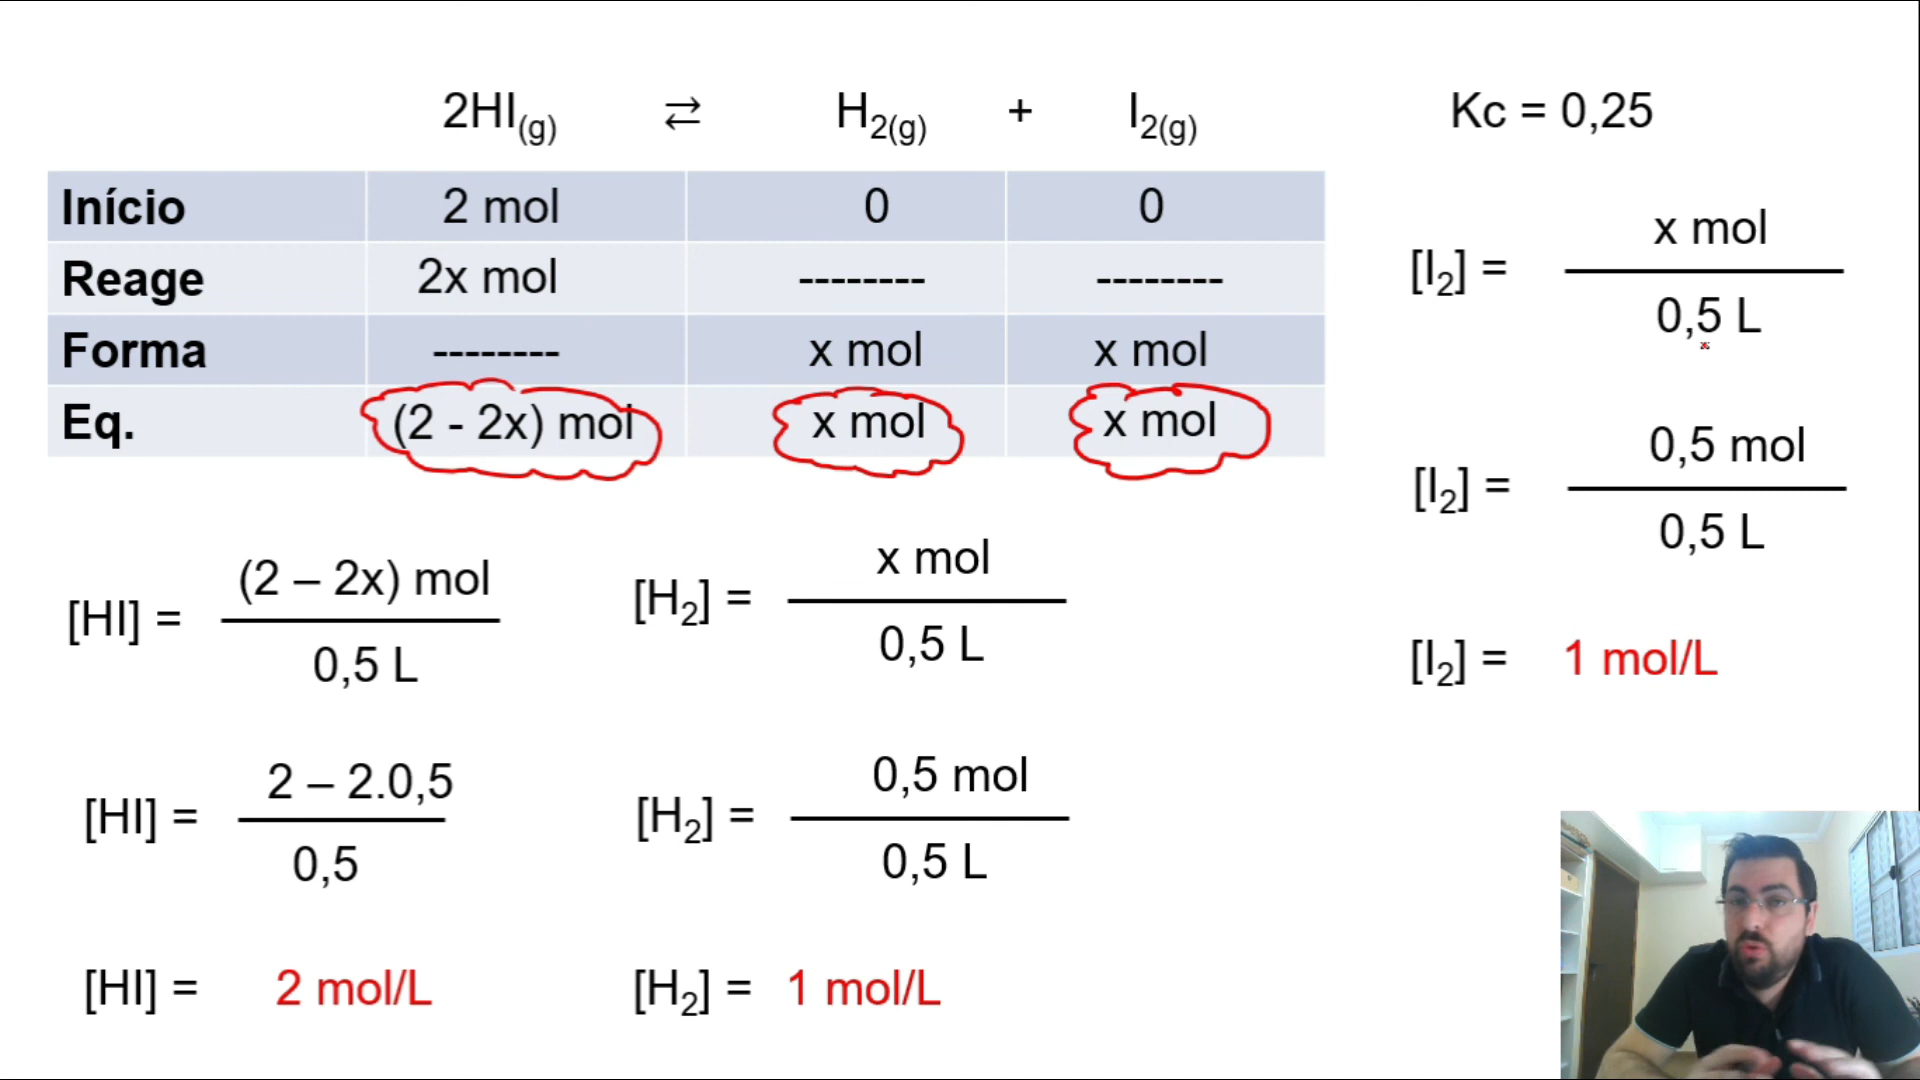 2HI(g) ⇄ H2(g) + I2(g)
Kc = 0,25
Início 2 mol 0 0
Reage 2x mol -------- --------
Forma -------- x mol x mol
Eq. (2 - 2x) mol x mol x mol
[HI] = (2 – 2x) mol
0,5 L
[HI] = 2 – 2.0,5
0,5
[HI] = 2 mol/L
[H2] = x mol
0,5 L
[H2] = 0,5 mol
0,5 L
[H2] = 1 mol/L
[I2] = x mol
0,5 L
[I2] = 0,5 mol
0,5 L
[I2] = 1 mol/L